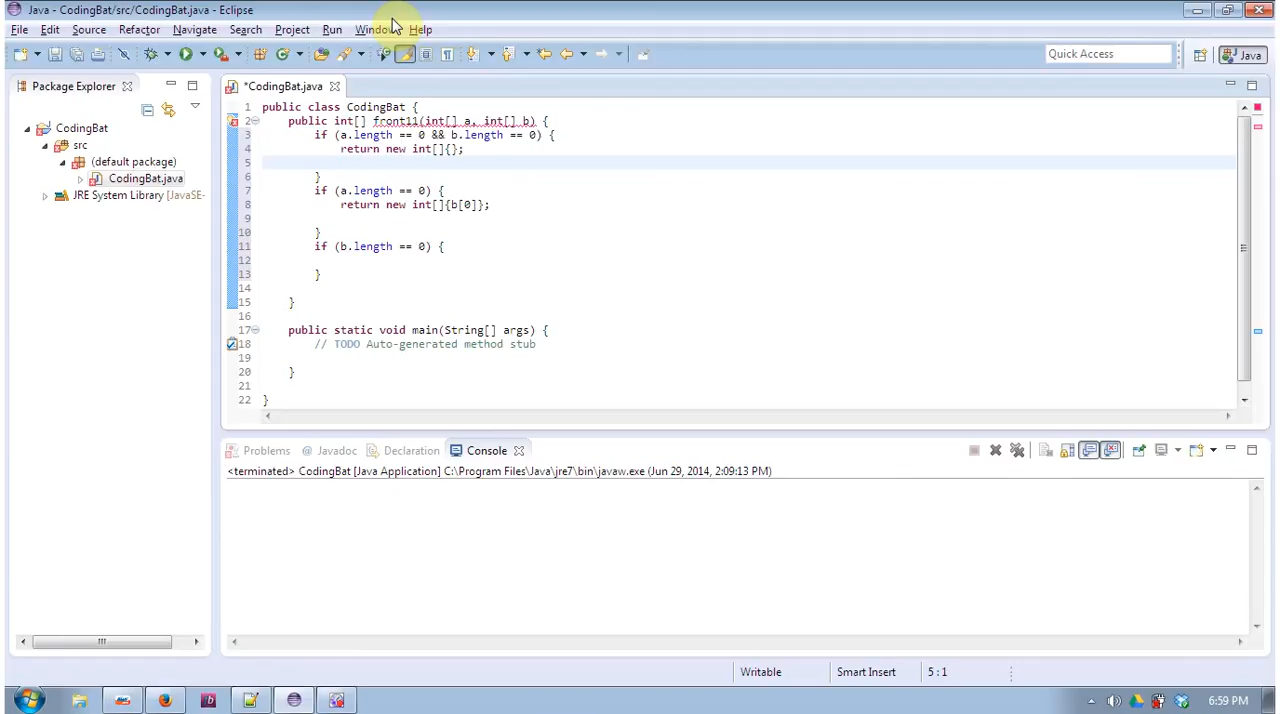 Java - CodingBat/src/CodingBat.java - Eclipse
File Edit Source Refactor Navigate Search Project Run Window Help
Quick Access Java
Package Explorer
*CodingBat.java
CodingBat
src
(default package)
CodingBat.java
JRE System Library [JavaSE-
1 public class CodingBat {
2 public int[] front11(int[] a, int[] b) {
3 if (a.length == 0 && b.length == 0) {
4 return new int[]{};
5
6 }
7 if (a.length == 0) {
8 return new int[]{b[0]};
9
10 }
11 if (b.length == 0) {
12
13 }
14
15 }
16
17 public static void main(String[] args) {
18 // TODO Auto-generated method stub
19
20 }
21
22 }
Problems @ Javadoc Declaration Console
<terminated> CodingBat [Java Application] C:\Program Files\Java\jre7\bin\javaw.exe (Jun 29, 2014, 2:09:13 PM)
Writable Smart Insert 5 : 1
6:59 PM